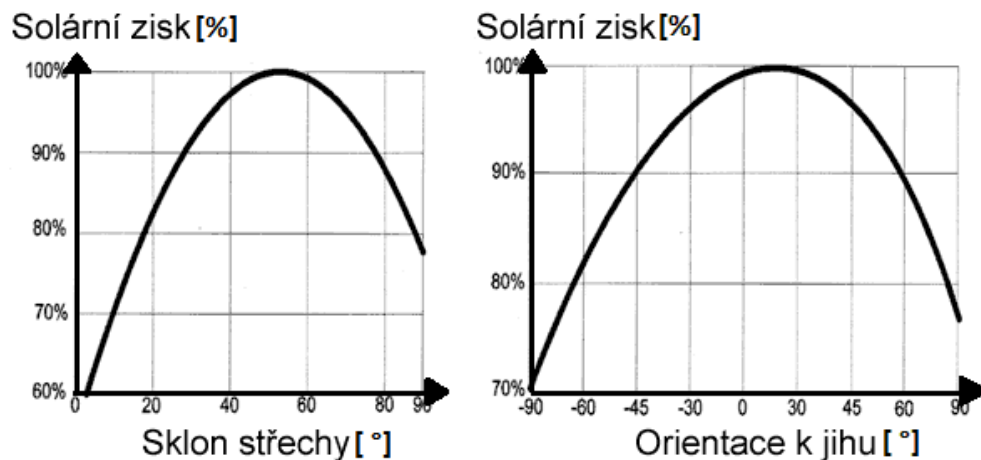 Solární zisk [%]
100%
90%
80%
70%
60%
0 20 40 60 80 90
Sklon střechy [ °]
Solární zisk [%]
100%
90%
80%
70%
-90 -60 -45 -30 0 30 45 60 90
Orientace k jihu [ °]